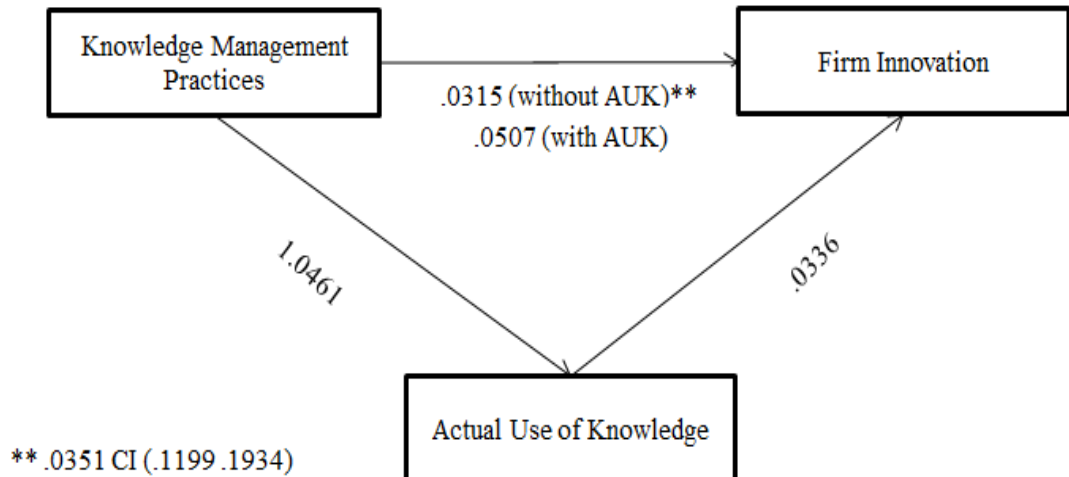 Knowledge Management
Practices
Firm Innovation
.0315 (without AUK)**
.0507 (with AUK)
1.0461
.0336
Actual Use of Knowledge
** .0351 CI (.1199 .1934)